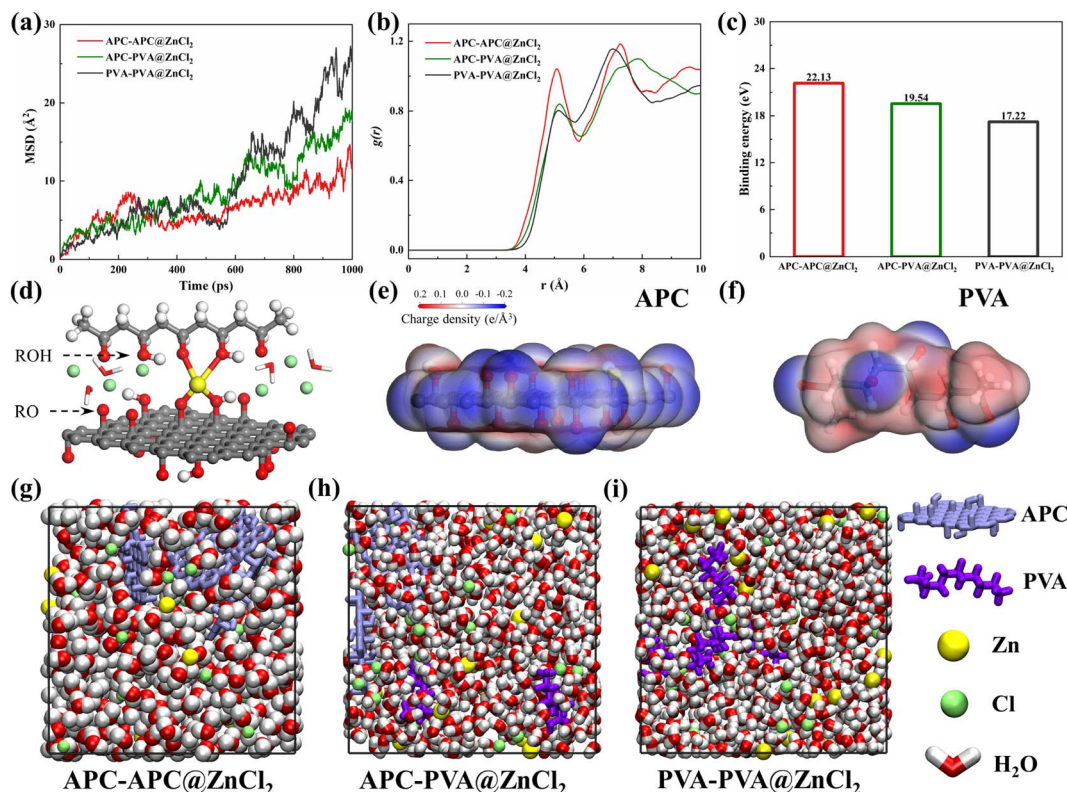 (a)
APC-APC@ZnCl₂
APC-PVA@ZnCl₂
PVA-PVA@ZnCl₂
MSD (Å²)
30
20
10
0
0 200 400 600 800 1000
Time (ps)
(b)
APC-APC@ZnCl₂
APC-PVA@ZnCl₂
PVA-PVA@ZnCl₂
g(r)
1.2
0.8
0.4
0.0
0 2 4 6 8 10
r (Å)
(c)
Binding energy (eV)
30
24
18
12
6
0
22.13
19.54
17.22
APC-APC@ZnCl₂ APC-PVA@ZnCl₂ PVA-PVA@ZnCl₂
(d)
ROH
RO
(e)
0.2 0.1 0 -0.1 -0.2
Charge density (e/Å³)
APC
(f)
PVA
(g)
APC-APC@ZnCl₂
(h)
APC-PVA@ZnCl₂
(i)
PVA-PVA@ZnCl₂
APC
PVA
Zn
Cl
H₂O